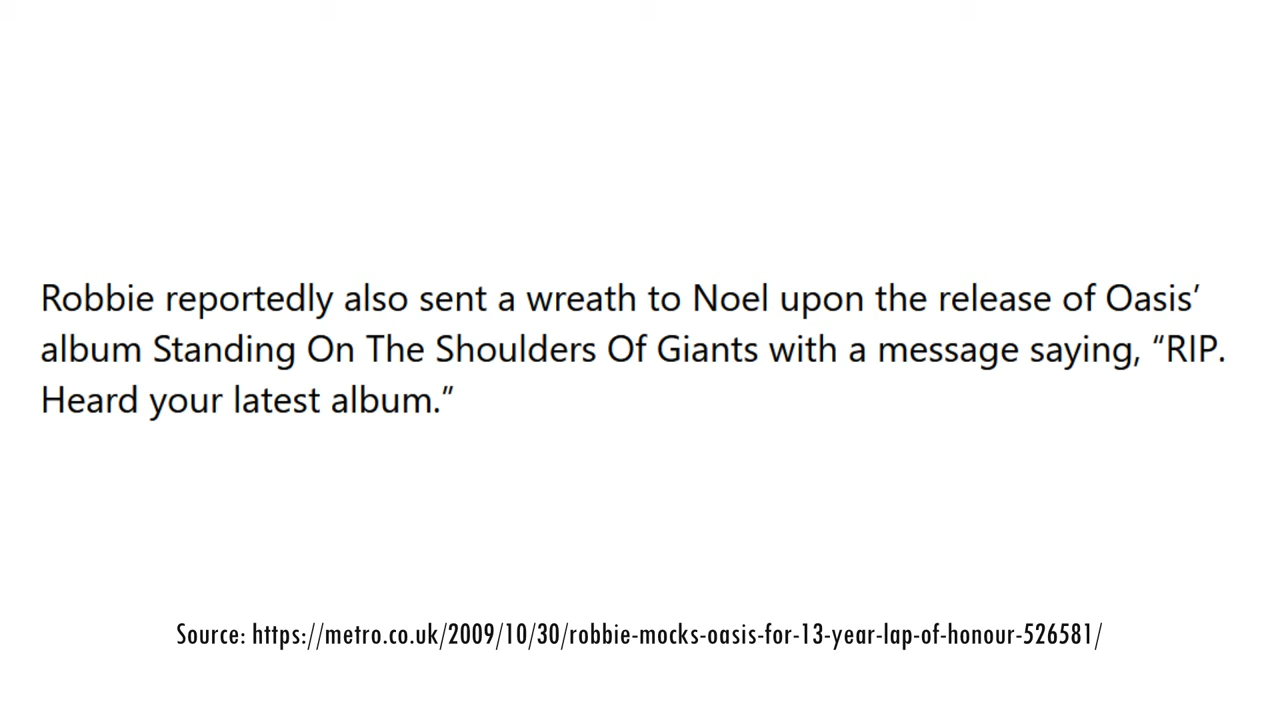 Robbie reportedly also sent a wreath to Noel upon the release of Oasis’
album Standing On The Shoulders Of Giants with a message saying, “RIP.
Heard your latest album.”
Source: https://metro.co.uk/2009/10/30/robbie-mocks-oasis-for-13-year-lap-of-honour-526581/